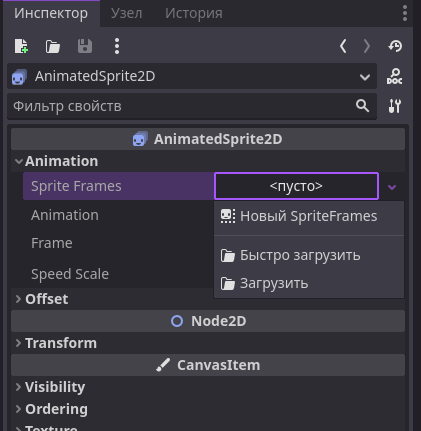 Инспектор Узел История
AnimatedSprite2D
Фильтр свойств
AnimatedSprite2D
Animation
Sprite Frames <пусто>
Animation Новый SpriteFrames
Frame Быстро загрузить
Speed Scale Загрузить
Offset
Node2D
Transform
CanvasItem
Visibility
Ordering
Texture